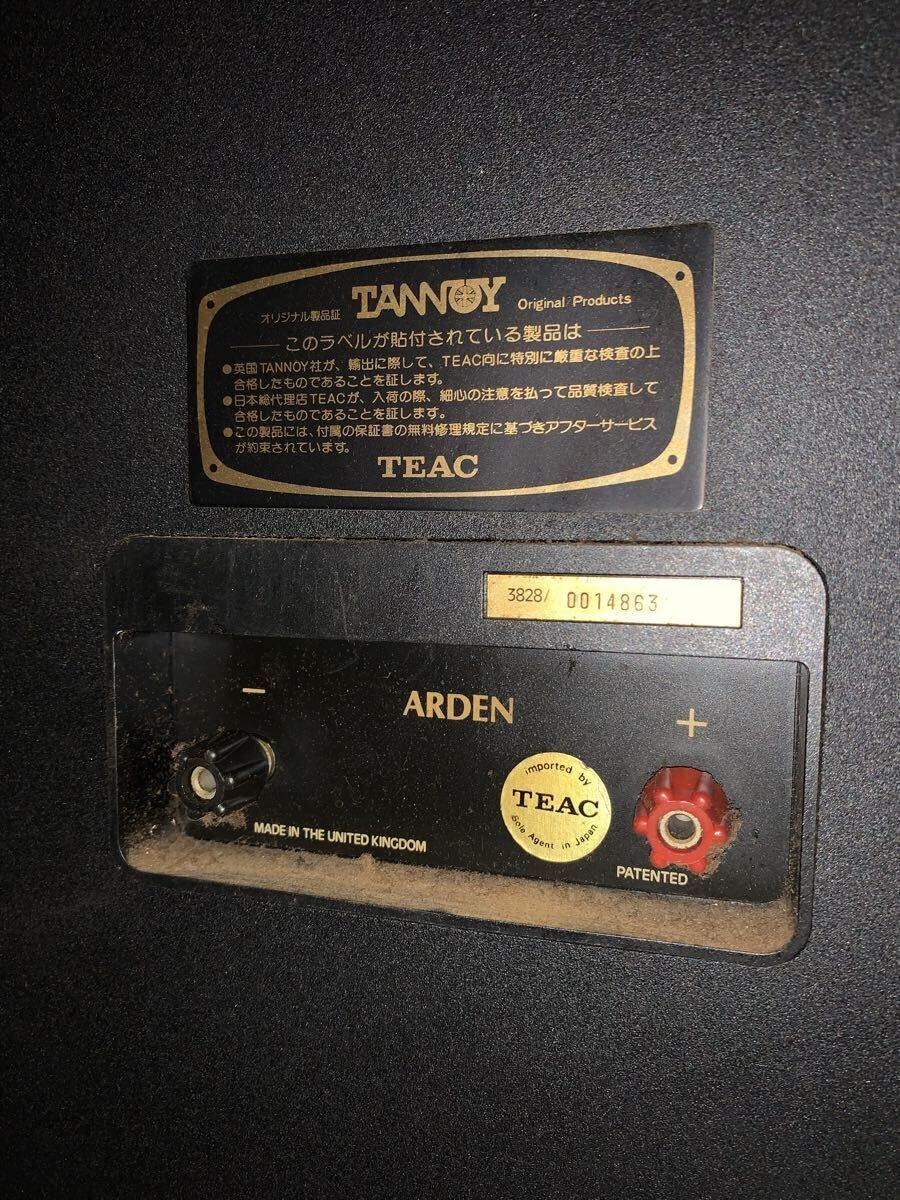 オリジナル製品証 TANNOY Original Products
このラベルが貼付されている製品は
●英国TANNOY社が、輸出に際して、TEAC向に特別に厳重な検査の上
合格したものであることを証します。
●日本総代理店TEACが、入荷の際、細心の注意を払って品質検査して
合格したものであることを証します。
●この製品には、付属の保証書の無料修理規定に基づきアフターサービス
が約束されています。
TEAC
3828/ 0014863
ARDEN
− +
imported by
TEAC
Sole Agent in Japan.
MADE IN THE UNITED KINGDOM
PATENTED